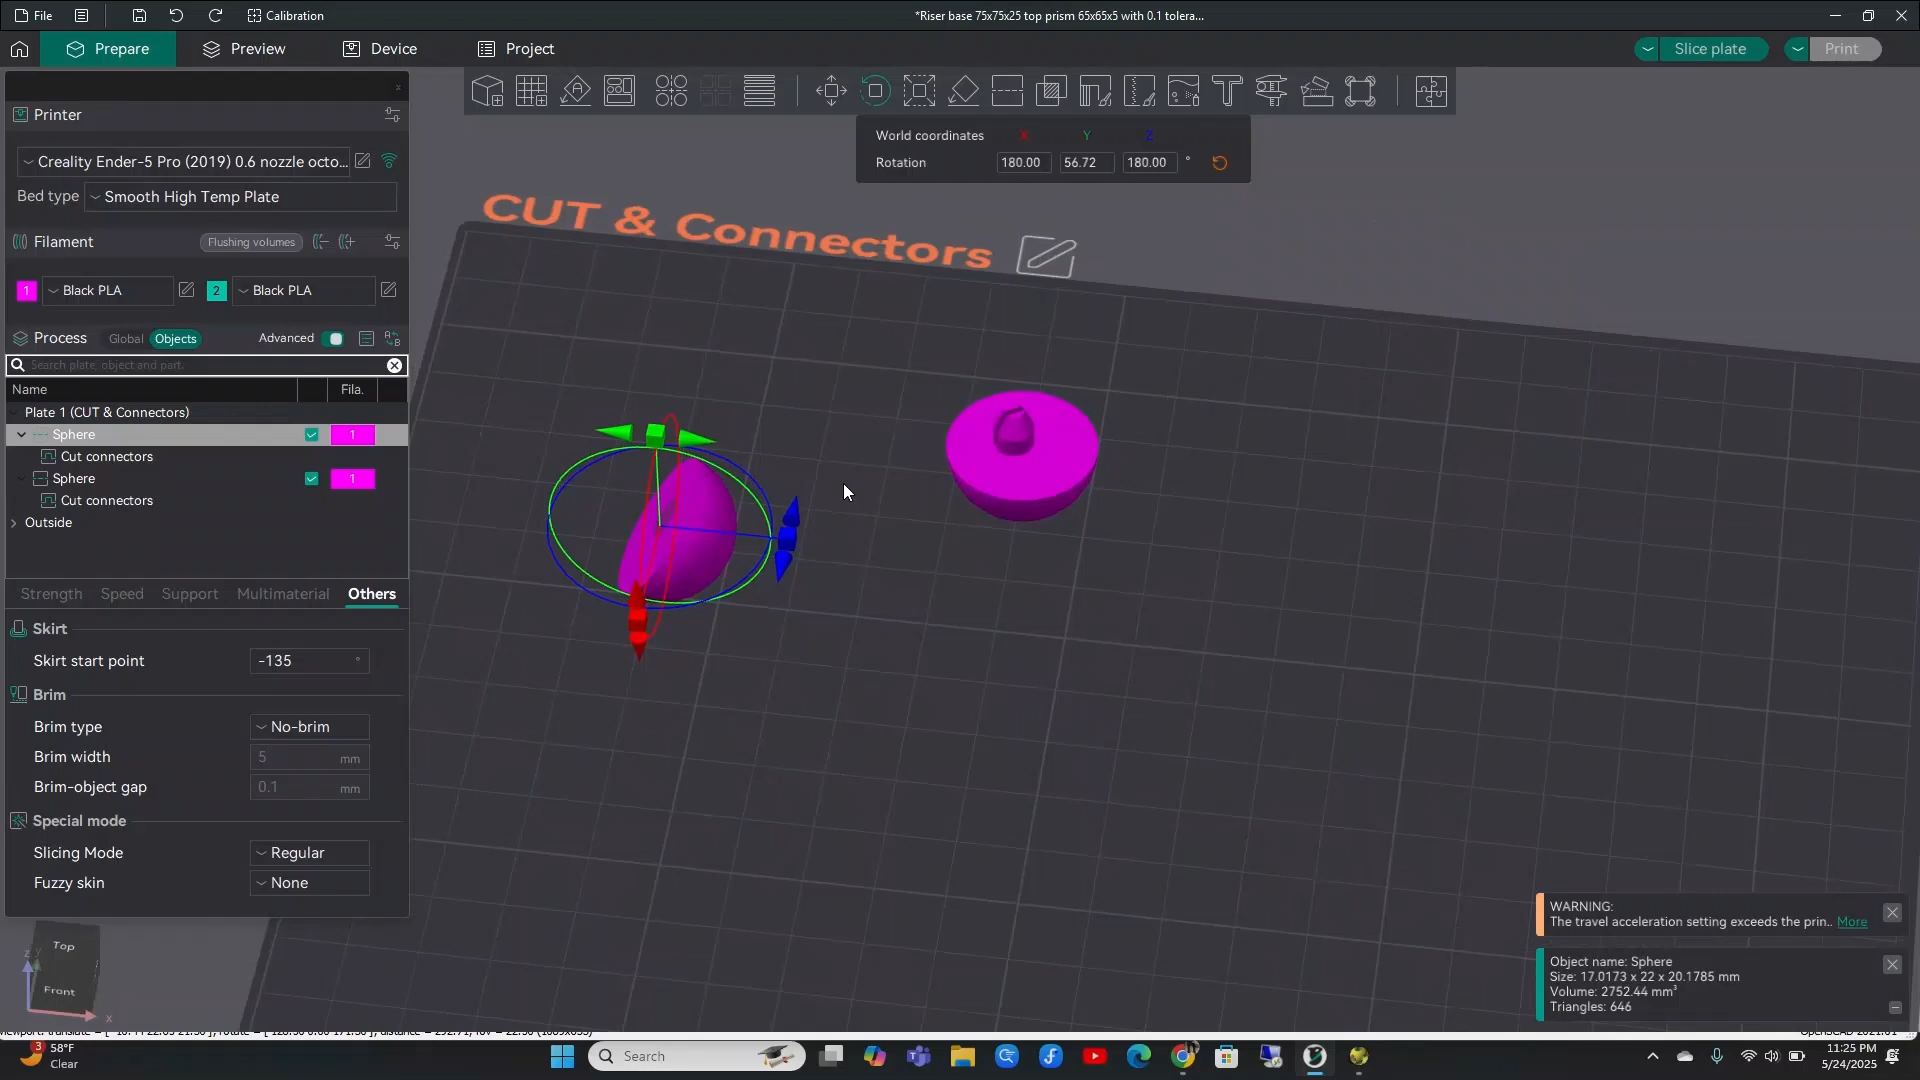 File
Calibration
*Riser base 75x75x25 top prism 65x65x5 with 0.1 tolera...
Prepare
Preview
Device
Project
Slice plate
Print
Printer
Creality Ender-5 Pro (2019) 0.6 nozzle octo...
Bed type
Smooth High Temp Plate
Filament
Flushing volumes
1 Black PLA
2 Black PLA
Process Global Objects Advanced
Search plate, object and part.
Name Fila.
Plate 1 (CUT & Connectors)
Sphere 1
Cut connectors
Sphere 1
Cut connectors
Outside
Strength Speed Support Multimaterial Others
Skirt
Skirt start point -135 °
Brim
Brim type No-brim
Brim width 5 mm
Brim-object gap 0.1 mm
Special mode
Slicing Mode Regular
Fuzzy skin None
World coordinates X Y Z
Rotation 180.00 56.72 180.00 °
CUT & Connectors
Top
Front
z
x
WARNING:
The travel acceleration setting exceeds the prin.. More
Object name: Sphere
Size: 17.0173 x 22 x 20.1785 mm
Volume: 2752.44 mm³
Triangles: 646
3
58°F
Clear
Search
11:25 PM
5/24/2025